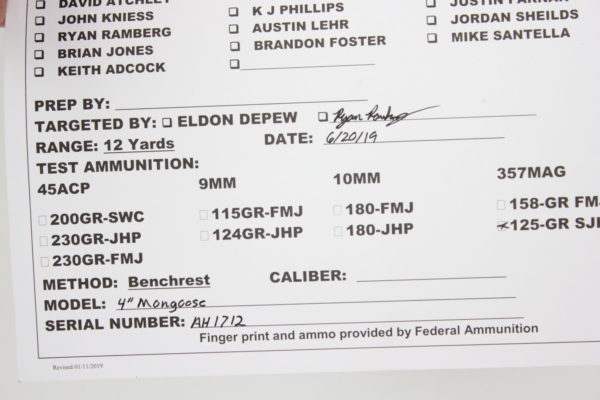 DAVID ATCHLEY
JOHN KNIESS
RYAN RAMBERG
BRIAN JONES
KEITH ADCOCK
K J PHILLIPS
AUSTIN LEHR
BRANDON FOSTER
JORDAN SHEILDS
MIKE SANTELLA
PREP BY:
TARGETED BY: ELDON DEPEW Ryan
RANGE: 12 Yards DATE: 6/20/19
TEST AMMUNITION:
45ACP 9MM 10MM 357MAG
200GR-SWC 115GR-FMJ 180-FMJ 158-GR FM
230GR-JHP 124GR-JHP 180-JHP 125-GR SJH
230GR-FMJ
METHOD: Benchrest CALIBER:
MODEL: 4" Mongoose
SERIAL NUMBER: AH1712
Finger print and ammo provided by Federal Ammunition
Revised 01/11/2019